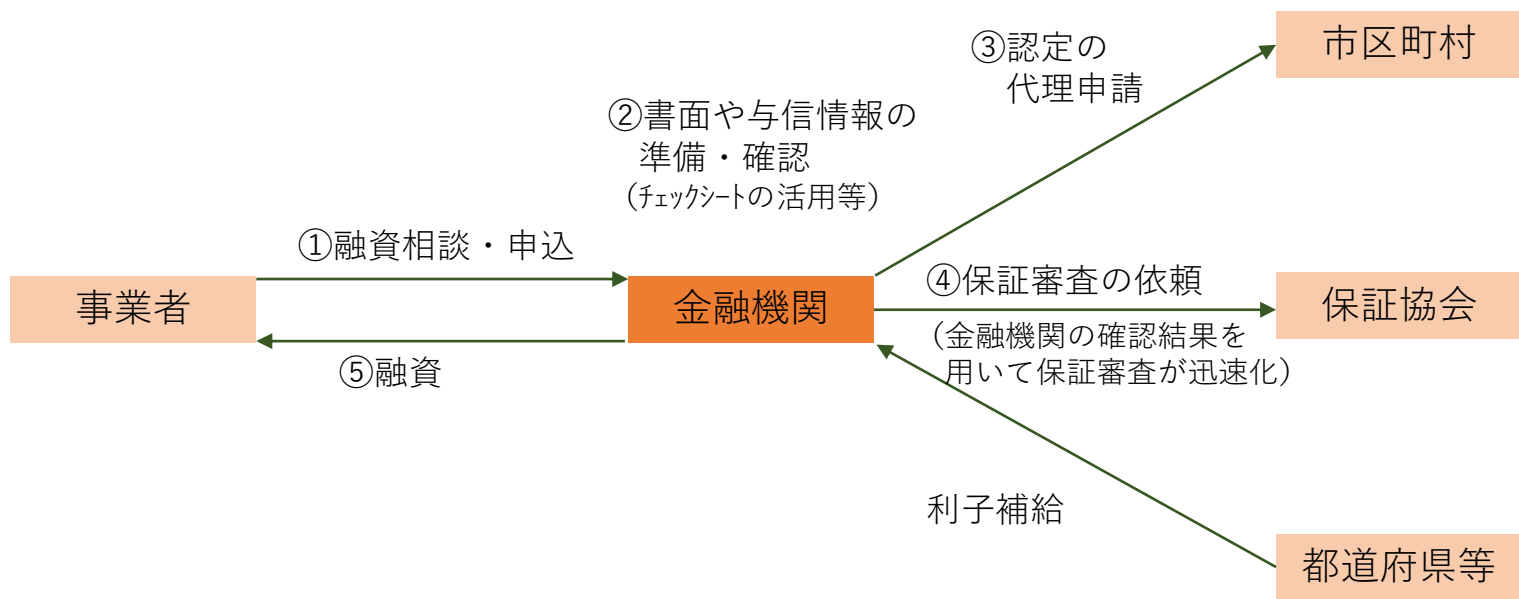 ③認定の
代理申請
市区町村
②書面や与信情報の
準備・確認
(ﾁｪｯｸｼｰﾄの活用等)
①融資相談・申込
事業者
金融機関
⑤融資
④保証審査の依頼
(金融機関の確認結果を
用いて保証審査が迅速化)
保証協会
利子補給
都道府県等